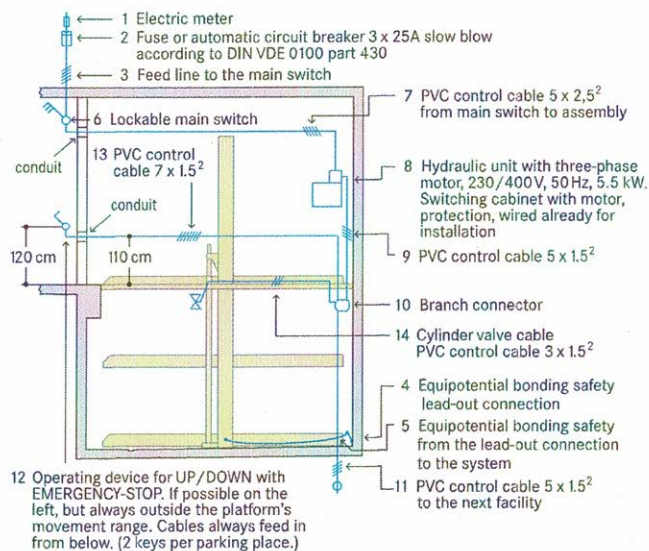 1 Electric meter
2 Fuse or automatic circuit breaker 3 x 25A slow blow
according to DIN VDE 0100 part 430
3 Feed line to the main switch
6 Lockable main switch
7 PVC control cable 5 x 2,5²
from main switch to assembly
conduit
13 PVC control
cable 7 x 1.5²
conduit
8 Hydraulic unit with three-phase
motor, 230/400V, 50Hz, 5.5 kW.
Switching cabinet with motor,
protection, wired already for
installation
120 cm
110 cm
9 PVC control cable 5 x 1.5²
10 Branch connector
14 Cylinder valve cable
PVC control cable 3 x 1.5²
4 Equipotential bonding safety
lead-out connection
5 Equipotential bonding safety
from the lead-out connection
to the system
12 Operating device for UP/DOWN with
EMERGENCY-STOP. If possible on the
left, but always outside the platform's
movement range. Cables always feed in
from below. (2 keys per parking place.)
11 PVC control cable 5 x 1.5²
to the next facility